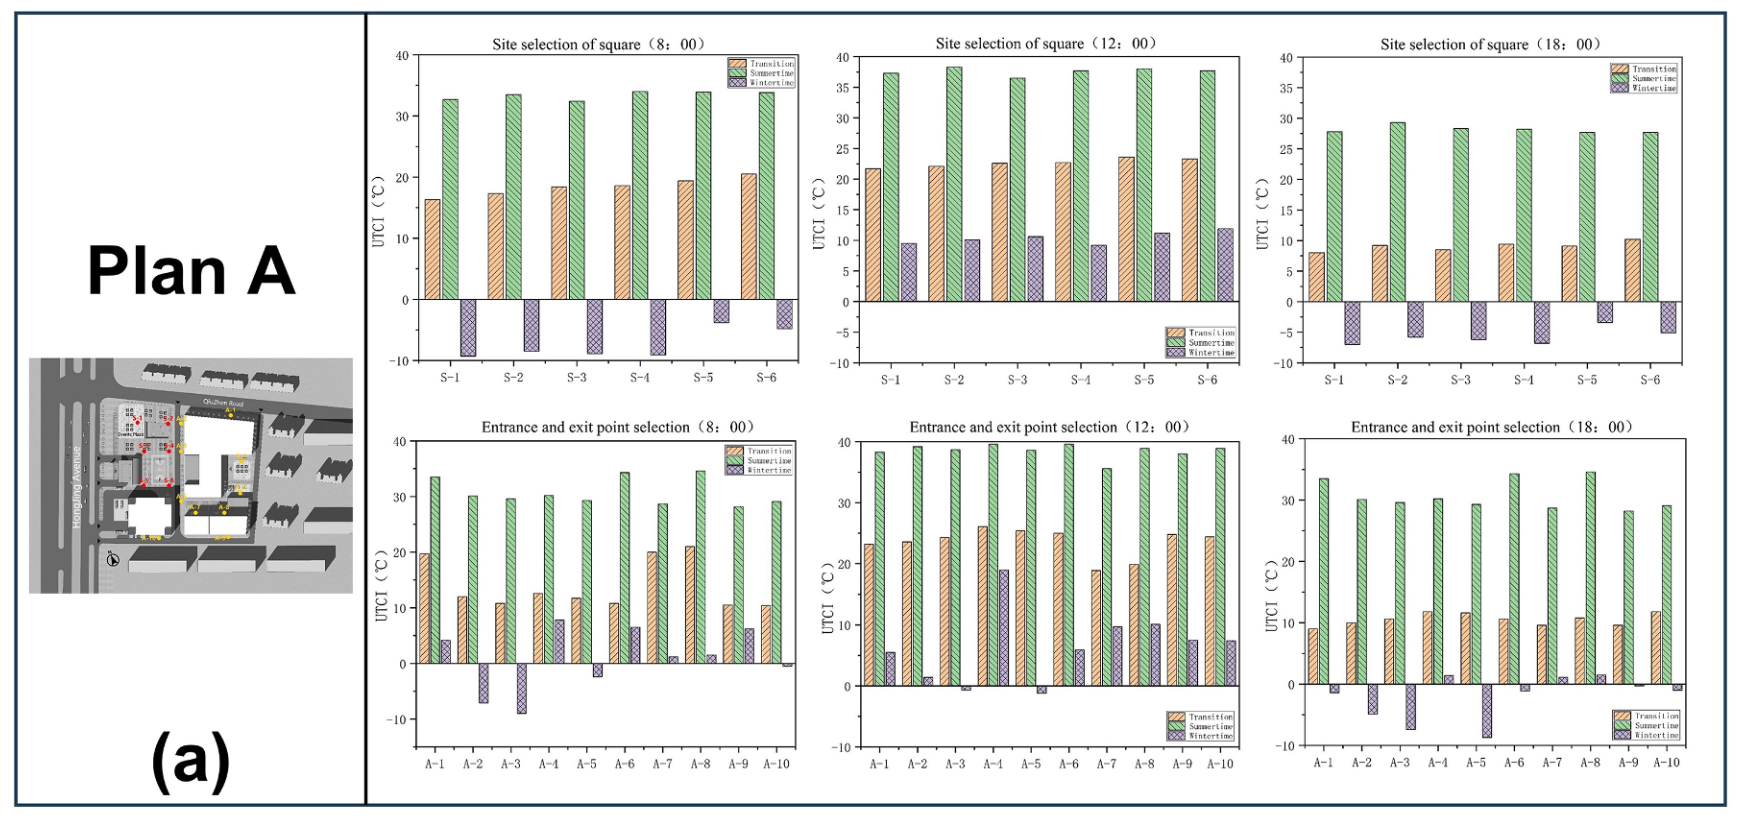 Plan A
(a)
Qiuzhen Road
Hongling Avenue
A-1
S-1
S-2
Site selection of square（8：00）
UTCI（℃）
40
30
20
10
0
-10
Transition
Summertime
Wintertime
S-1 S-2 S-3 S-4 S-5 S-6
Site selection of square（12：00）
UTCI（℃）
40
35
30
25
20
15
10
5
0
-5
-10
Transition
Summertime
Wintertime
S-1 S-2 S-3 S-4 S-5 S-6
Site selection of square（18：00）
UTCI（℃）
40
35
30
25
20
15
10
5
0
-5
-10
Transition
Summertime
Wintertime
S-1 S-2 S-3 S-4 S-5 S-6
Entrance and exit point selection（8：00）
UTCI（℃）
40
30
20
10
0
-10
Transition
Summertime
Wintertime
A-1 A-2 A-3 A-4 A-5 A-6 A-7 A-8 A-9 A-10
Entrance and exit point selection（12：00）
UTCI（℃）
40
30
20
10
0
-10
Transition
Summertime
Wintertime
A-1 A-2 A-3 A-4 A-5 A-6 A-7 A-8 A-9 A-10
Entrance and exit point selection（18：00）
UTCI（℃）
40
30
20
10
0
-10
Transition
Summertime
Wintertime
A-1 A-2 A-3 A-4 A-5 A-6 A-7 A-8 A-9 A-10